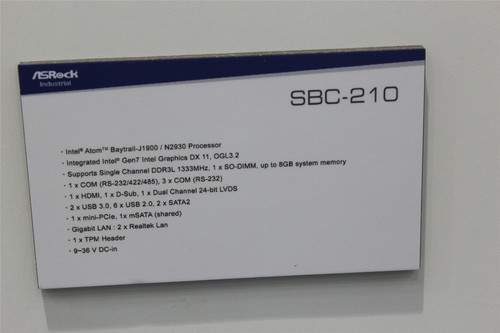 ASRock
Industrial
SBC-210
· Intel® Atom™ Baytrail-J1900 / N2930 Processor
· Integrated Intel® Gen7 Intel Graphics DX 11, OGL3.2
· Supports Single Channel DDR3L 1333MHz, 1 x SO-DIMM, up to 8GB system memory
· 1 x COM (RS-232/422/485), 3 x COM (RS-232)
· 1 x HDMI, 1 x D-Sub, 1 x Dual Channel 24-bit LVDS
· 2 x USB 3.0, 6 x USB 2.0, 2 x SATA2
· 1 x mini-PCIe, 1x mSATA (shared)
· Gigabit LAN : 2 x Realtek Lan
· 1 x TPM Header
· 9~36 V DC-in